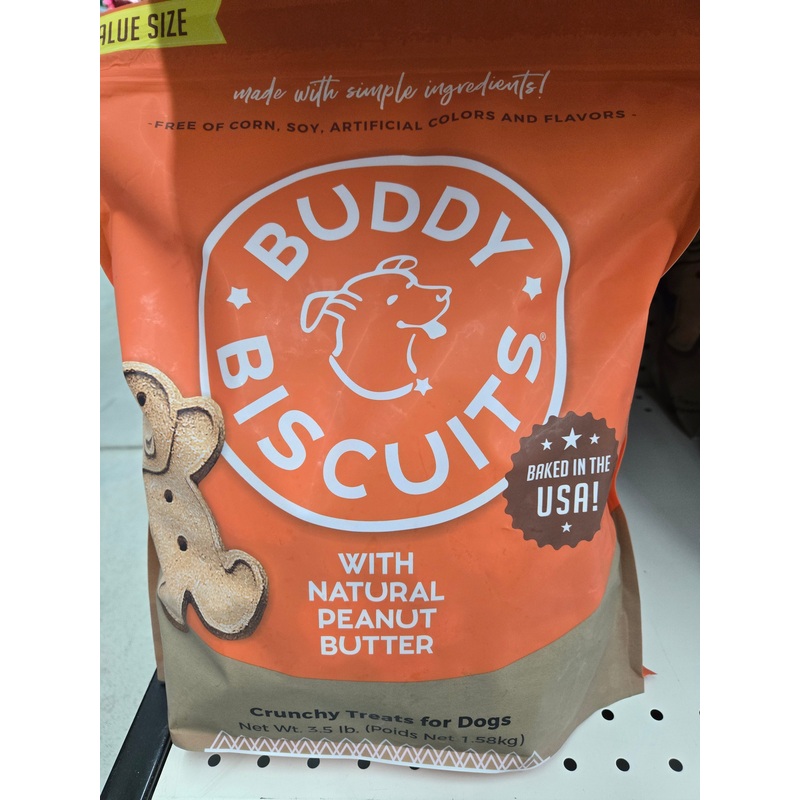 VALUE SIZE
made with simple ingredients!
-FREE OF CORN, SOY, ARTIFICIAL COLORS AND FLAVORS -
BUDDY
BISCUITS®
BAKED IN THE
USA!
WITH
NATURAL
PEANUT
BUTTER
Crunchy Treats for Dogs
Net Wt. 3.5 lb. (Poids Net 1.58kg)